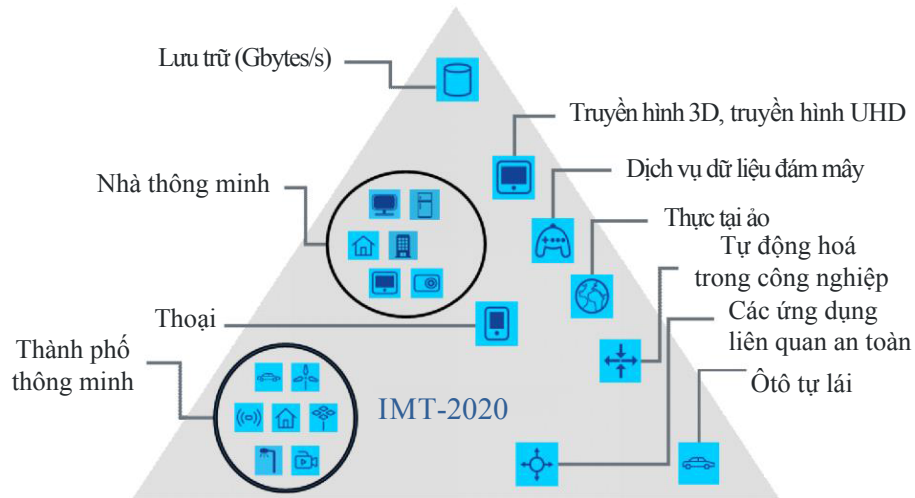 Lưu trữ (Gbytes/s)
Truyền hình 3D, truyền hình UHD
Dịch vụ dữ liệu đám mây
Nhà thông minh
Thực tại ảo
Tự động hoá
trong công nghiệp
Thoại
Các ứng dụng
liên quan an toàn
Thành phố
thông minh
Ôtô tự lái
IMT-2020